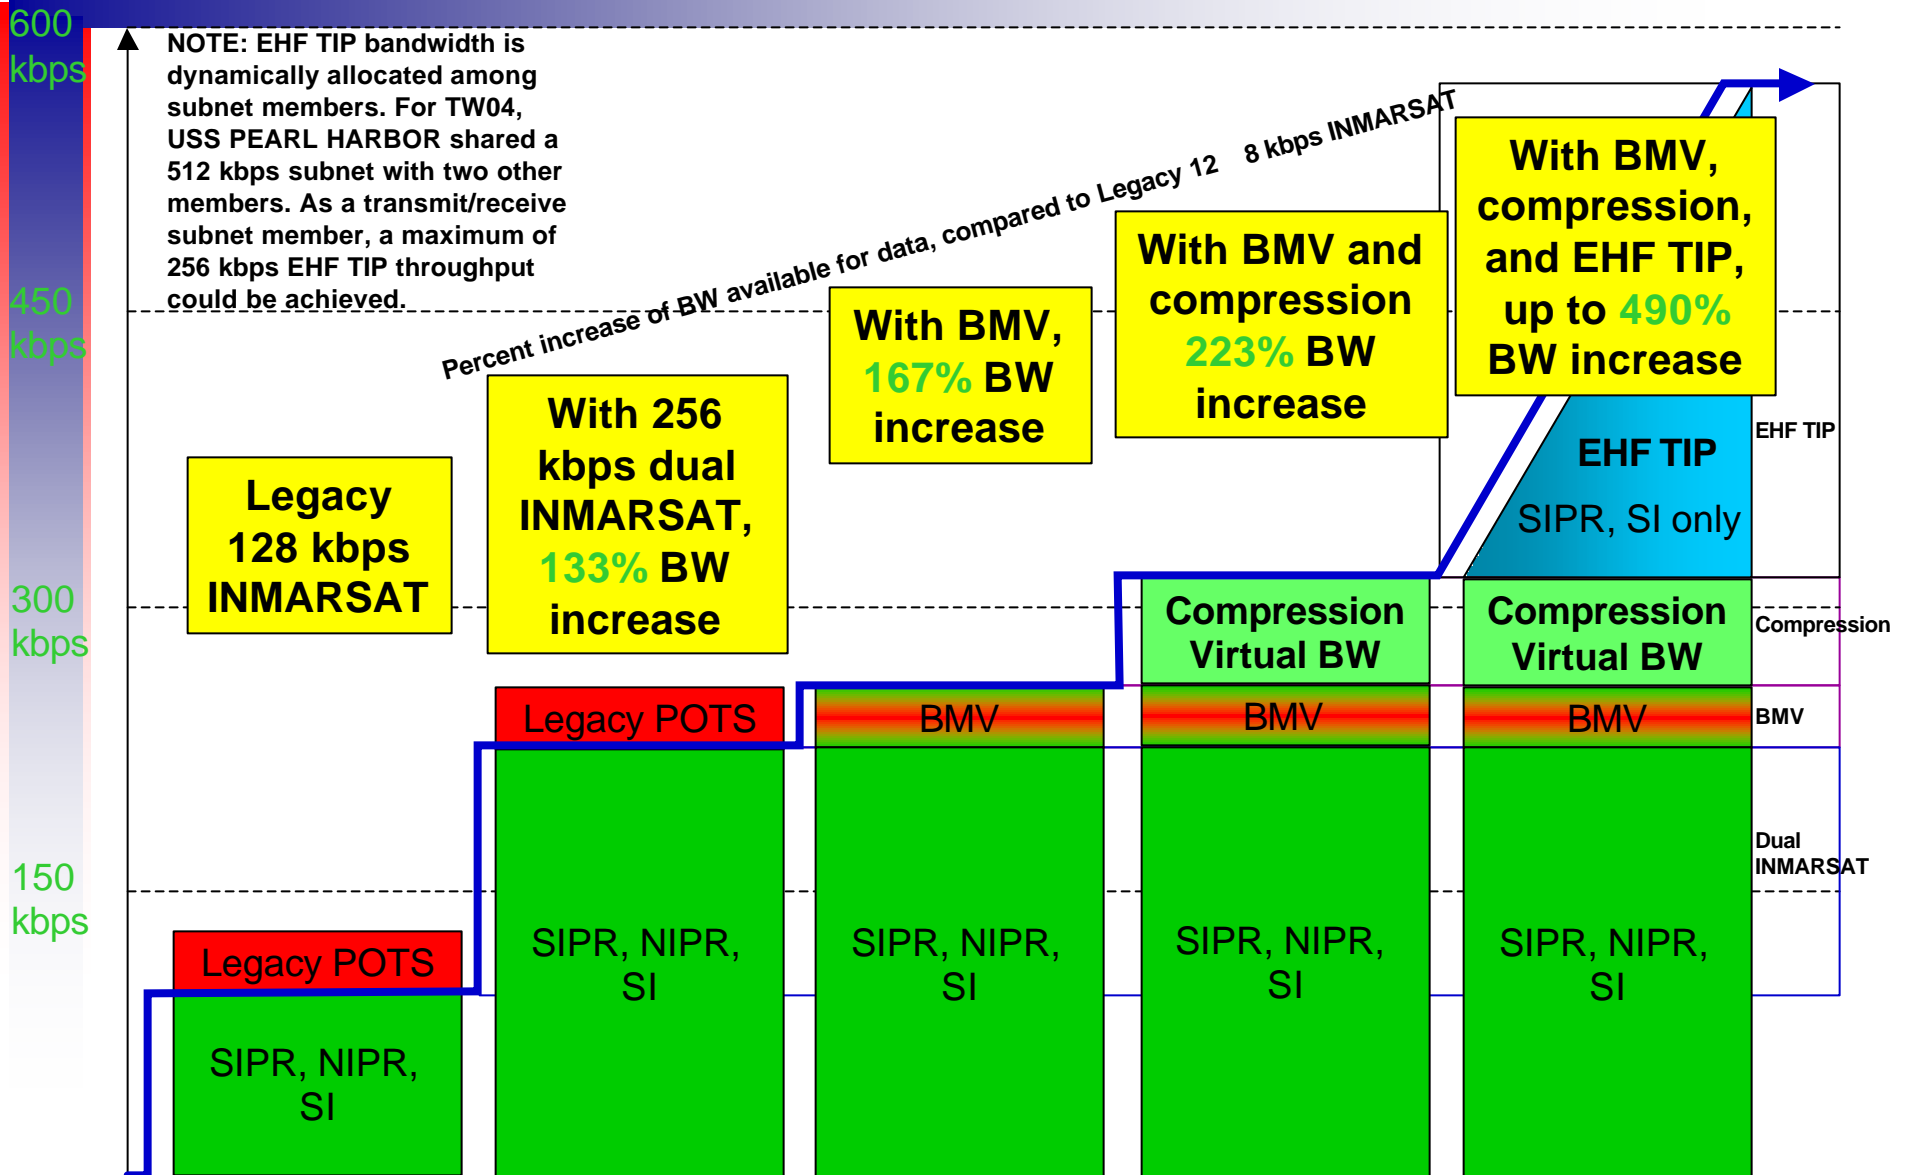 600
kbps
450
kbps
300
kbps
150
kbps
NOTE: EHF TIP bandwidth is
dynamically allocated among
subnet members. For TW04,
USS PEARL HARBOR shared a
512 kbps subnet with two other
members. As a transmit/receive
subnet member, a maximum of
256 kbps EHF TIP throughput
could be achieved.
Percent increase of BW available for data, compared to Legacy 12 8 kbps INMARSAT
Legacy
128 kbps
INMARSAT
With 256
kbps dual
INMARSAT,
133% BW
increase
With BMV,
167% BW
increase
With BMV and
compression
223% BW
increase
With BMV,
compression,
and EHF TIP,
up to 490%
BW increase
Legacy POTS
SIPR, NIPR,
SI
Legacy POTS
SIPR, NIPR,
SI
BMV
SIPR, NIPR,
SI
Compression
Virtual BW
BMV
SIPR, NIPR,
SI
EHF TIP
SIPR, SI only
Compression
Virtual BW
BMV
SIPR, NIPR,
SI
EHF TIP
Compression
BMV
Dual
INMARSAT